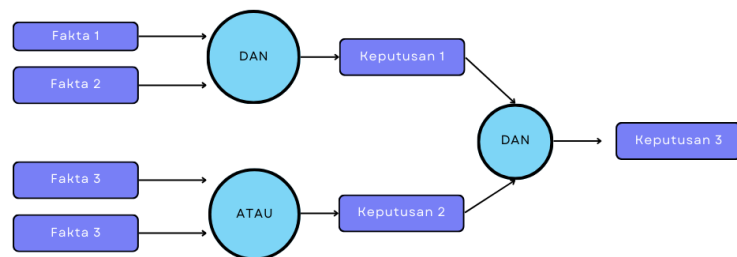 Fakta 1
Fakta 2
DAN
Keputusan 1
DAN
Keputusan 3
Fakta 3
Fakta 3
ATAU
Keputusan 2